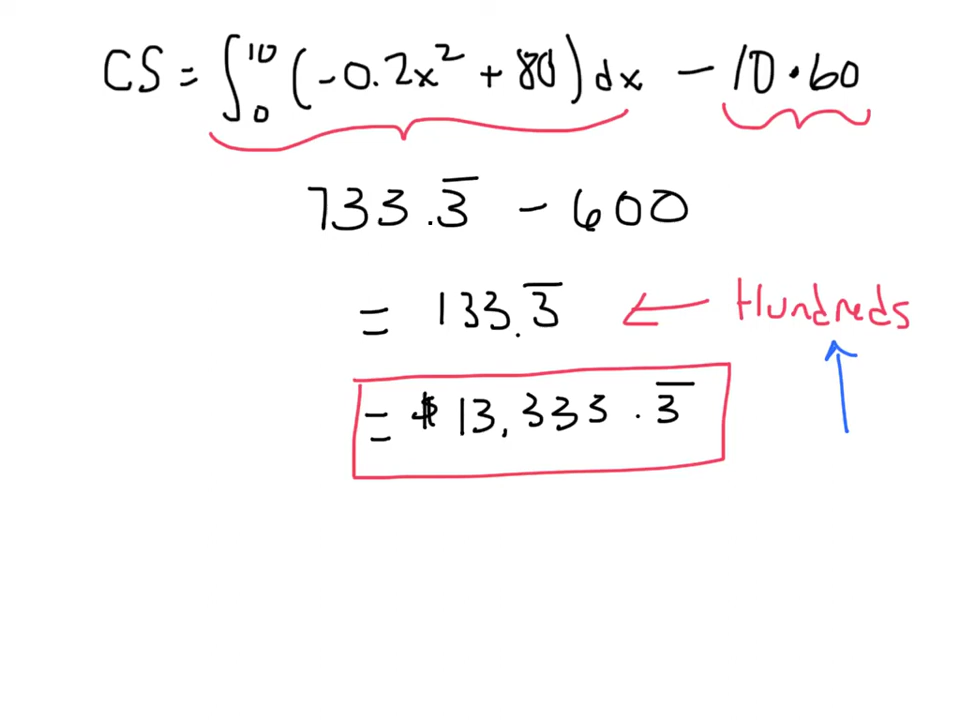 CS = ∫₀¹⁰ (-0.2x² + 80) dx - 10 · 60
733.3̅ - 600
= 133.3̅ ← Hundreds
= $13,333.3̅